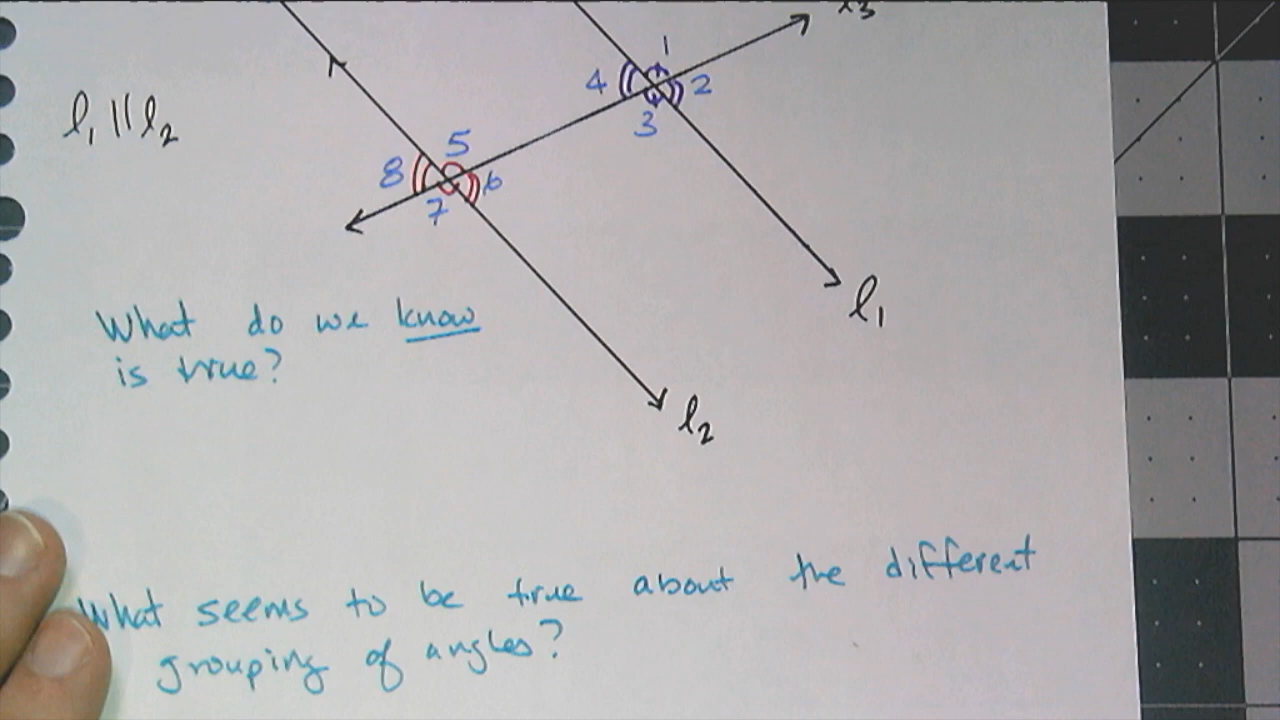 1
4
2
3
l₁ || l₂
5
8
6
7
l₁
What do we know
is true?
l₂
What seems to be true about the different
grouping of angles?